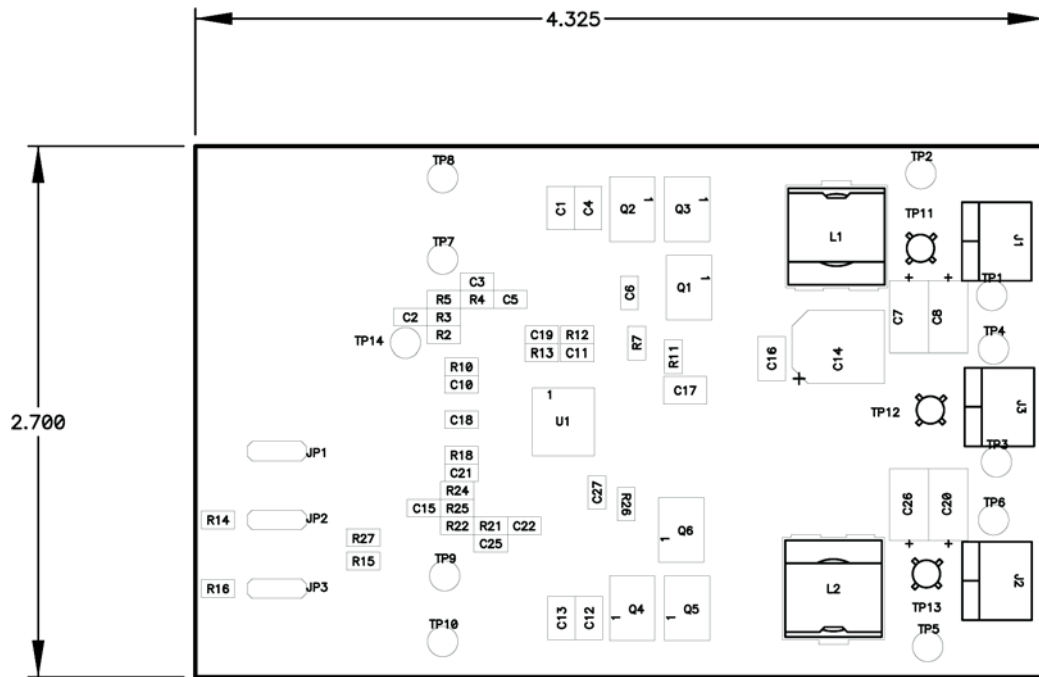 4.325
2.700
TP8
TP2
C1
C4
Q2
1
Q3
1
L1
TP11
J1
TP7
C3
R5
R4
C5
C2
R3
R2
TP14
C6
Q1
1
+
+
TP1
C7
C8
C19
R12
R13
C11
R7
R11
C16
C14
+
TP4
R10
C10
C17
C18
1
U1
TP12
J3
JP1
R18
C21
TP3
R24
C15
R25
R22
R21
C22
C25
C27
R26
Q6
1
C26
C20
TP6
R14
JP2
R27
R15
+
+
J2
R16
JP3
TP9
C13
C12
Q4
1
Q5
1
L2
TP13
TP10
TP5